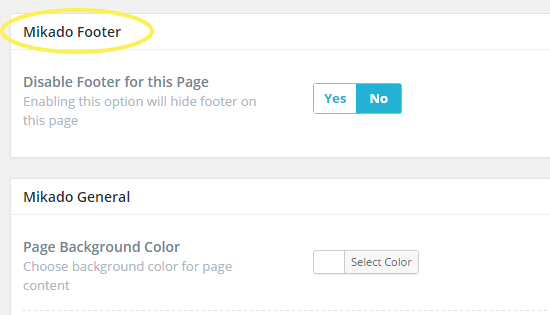 Mikado Footer
Disable Footer for this Page
Enabling this option will hide footer on
this page
Yes No
Mikado General
Page Background Color
Choose background color for page
content
Select Color